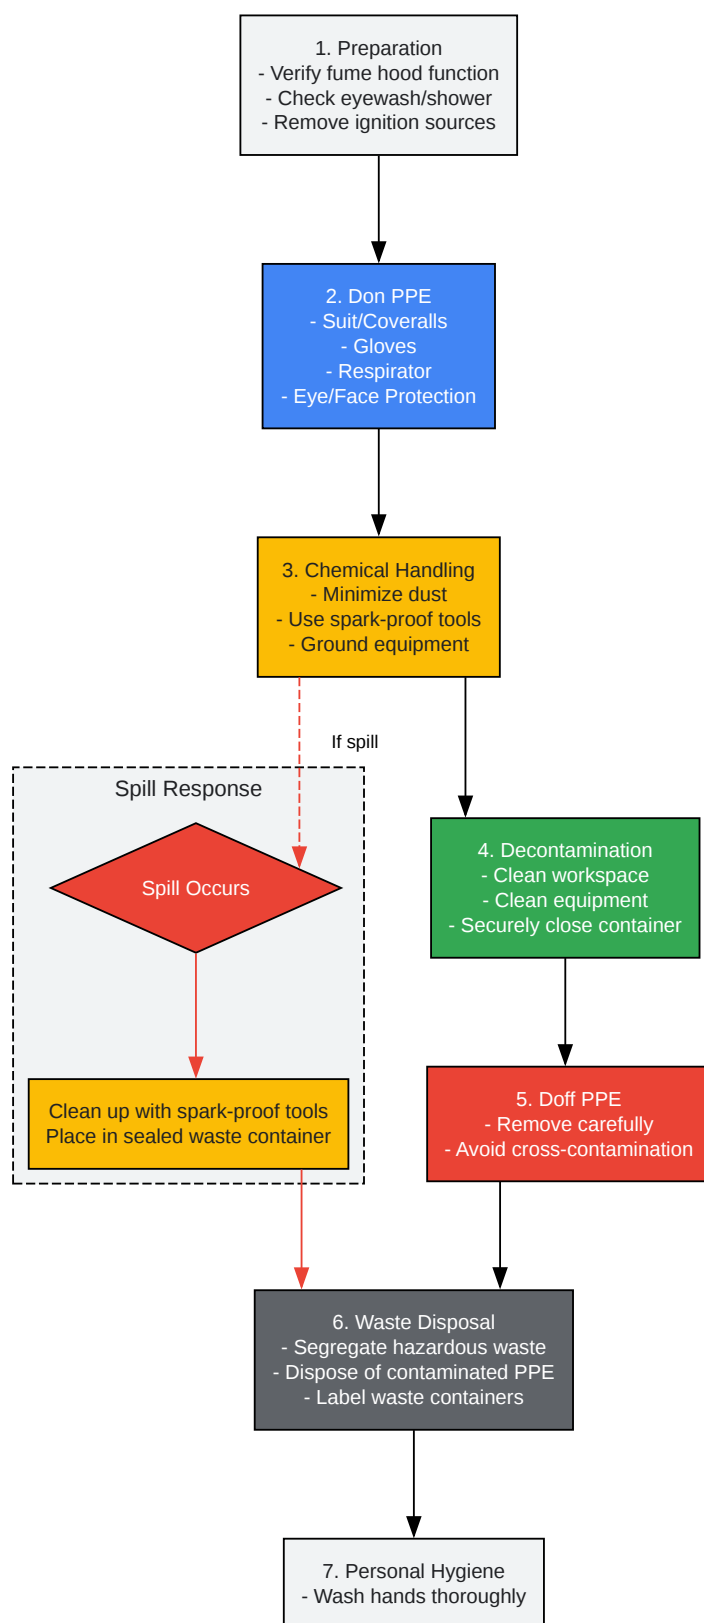 1. Preparation
- Verify fume hood function
- Check eyewash/shower
- Remove ignition sources
2. Don PPE
- Suit/Coveralls
- Gloves
- Respirator
- Eye/Face Protection
3. Chemical Handling
- Minimize dust
- Use spark-proof tools
- Ground equipment
If spill
Spill Response
Spill Occurs
Clean up with spark-proof tools
Place in sealed waste container
4. Decontamination
- Clean workspace
- Clean equipment
- Securely close container
5. Doff PPE
- Remove carefully
- Avoid cross-contamination
6. Waste Disposal
- Segregate hazardous waste
- Dispose of contaminated PPE
- Label waste containers
7. Personal Hygiene
- Wash hands thoroughly